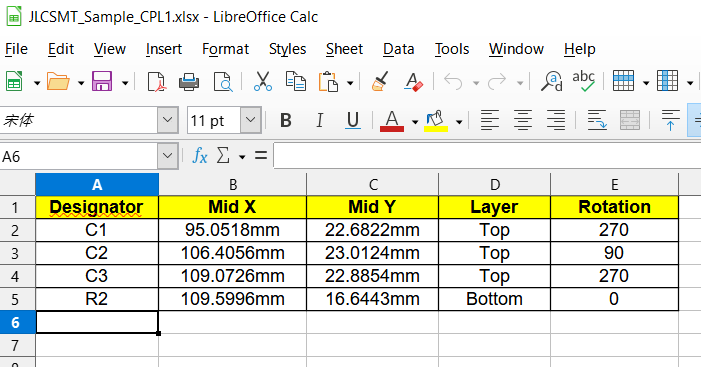 JLCSMT_Sample_CPL1.xlsx - LibreOffice Calc
File Edit View Insert Format Styles Sheet Data Tools Window Help
宋体 11 pt B I U A
A6 fx Σ =
A B C D E
1 Designator Mid X Mid Y Layer Rotation
2 C1 95.0518mm 22.6822mm Top 270
3 C2 106.4056mm 23.0124mm Top 90
4 C3 109.0726mm 22.8854mm Top 270
5 R2 109.5996mm 16.6443mm Bottom 0
6
7